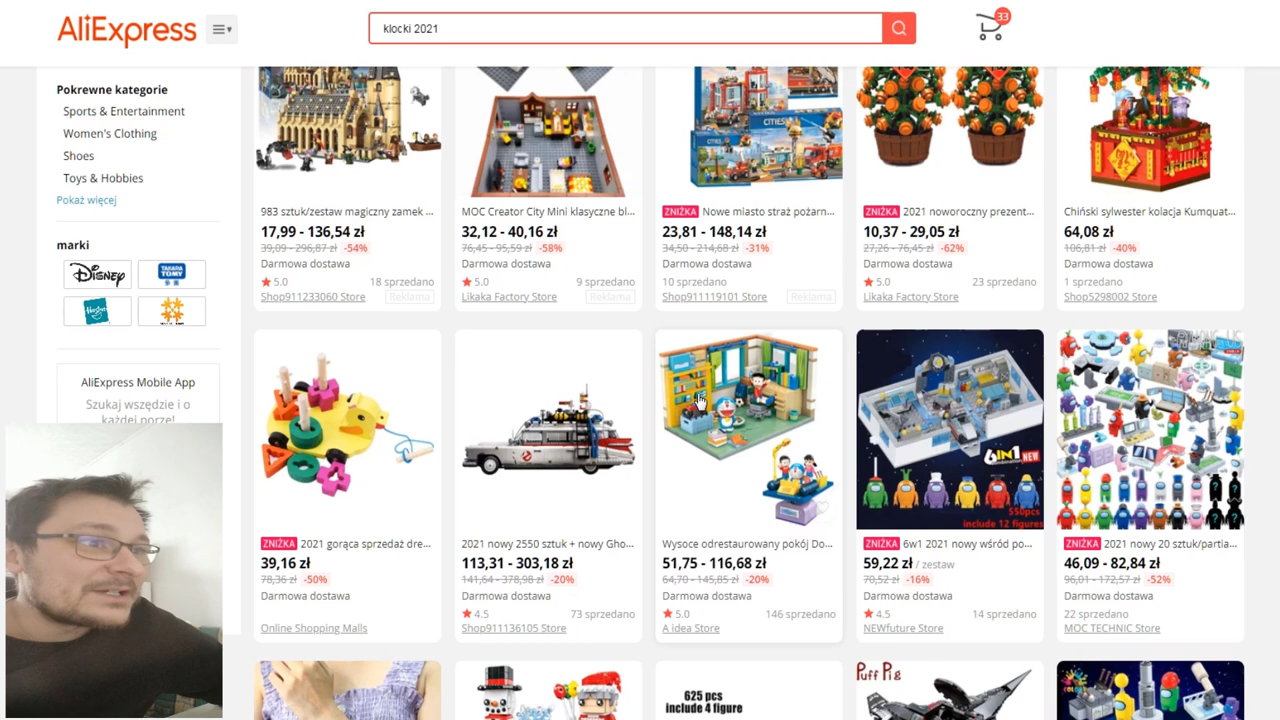 AliExpress
klocki 2021
33
Pokrewne kategorie
Sports & Entertainment
Women's Clothing
Shoes
Toys & Hobbies
Pokaż więcej
marki
Disney
TAKARA TOMY
Hasbro
AliExpress Mobile App
Szukaj wszędzie i o
każdej porze!
CITIES
CITIES
983 sztuk/zestaw magiczny zamek ...
17,99 - 136,54 zł
39,09 - 296,87 zł -54%
Darmowa dostawa
5.0 18 sprzedano
Shop911233060 Store Reklama
MOC Creator City Mini klasyczne bl...
32,12 - 40,16 zł
76,45 - 95,59 zł -58%
Darmowa dostawa
5.0 9 sprzedano
Likaka Factory Store Reklama
ZNIŻKA Nowe miasto straż pożarn...
23,81 - 148,14 zł
34,50 - 214,68 zł -31%
Darmowa dostawa
10 sprzedano
Shop911119101 Store Reklama
ZNIŻKA 2021 noworoczny prezent...
10,37 - 29,05 zł
27,26 - 76,45 zł -62%
Darmowa dostawa
5.0 23 sprzedano
Likaka Factory Store
Chiński sylwester kolacja Kumquat...
64,08 zł
106,81 zł -40%
Darmowa dostawa
1 sprzedano
Shop5298002 Store
ZNIŻKA 2021 gorąca sprzedaż dre...
39,16 zł
78,36 zł -50%
Darmowa dostawa
Online Shopping Malls
2021 nowy 2550 sztuk + nowy Gho...
113,31 - 303,18 zł
141,64 - 378,98 zł -20%
Darmowa dostawa
4.5 73 sprzedano
Shop911136105 Store
Wysoce odrestaurowany pokój Do...
51,75 - 116,68 zł
64,70 - 145,85 zł -20%
Darmowa dostawa
5.0 146 sprzedano
A idea Store
6IN1 NEW
550pcs
include 12 figures
ZNIŻKA 6w1 2021 nowy wśród po...
59,22 zł / zestaw
70,52 zł -16%
Darmowa dostawa
4.5 14 sprzedano
NEWfuture Store
AMONG US
ZNIŻKA 2021 nowy 20 sztuk/partia...
46,09 - 82,84 zł
96,01 - 172,57 zł -52%
Darmowa dostawa
22 sprzedano
MOC TECHNIC Store
625 pcs
include 4 figure
Puff Pig